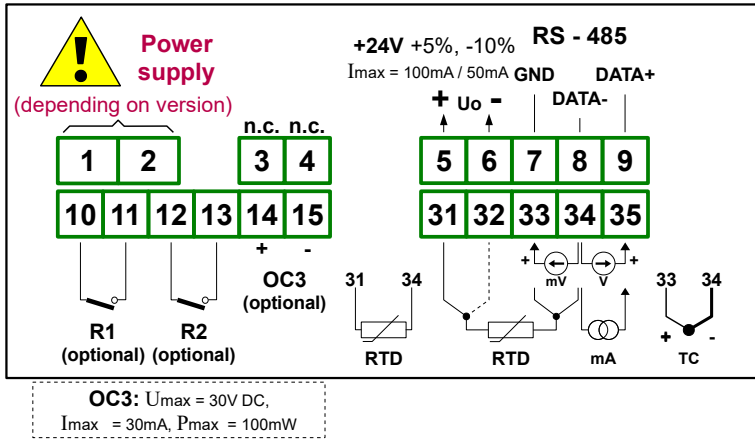 !
Power
supply
(depending on version)
+24V +5%, -10%
RS - 485
Imax = 100mA / 50mA
GND
DATA+
+ Uo -
DATA-
n.c. n.c.
1 2 3 4 5 6 7 8 9
10 11 12 13 14 15 31 32 33 34 35
+ -
R1
(optional)
R2
(optional)
OC3
(optional)
31 34
RTD
RTD
+ mV V +
mA
33 34
+ -
TC
OC3: Umax = 30V DC,
Imax = 30mA, Pmax = 100mW